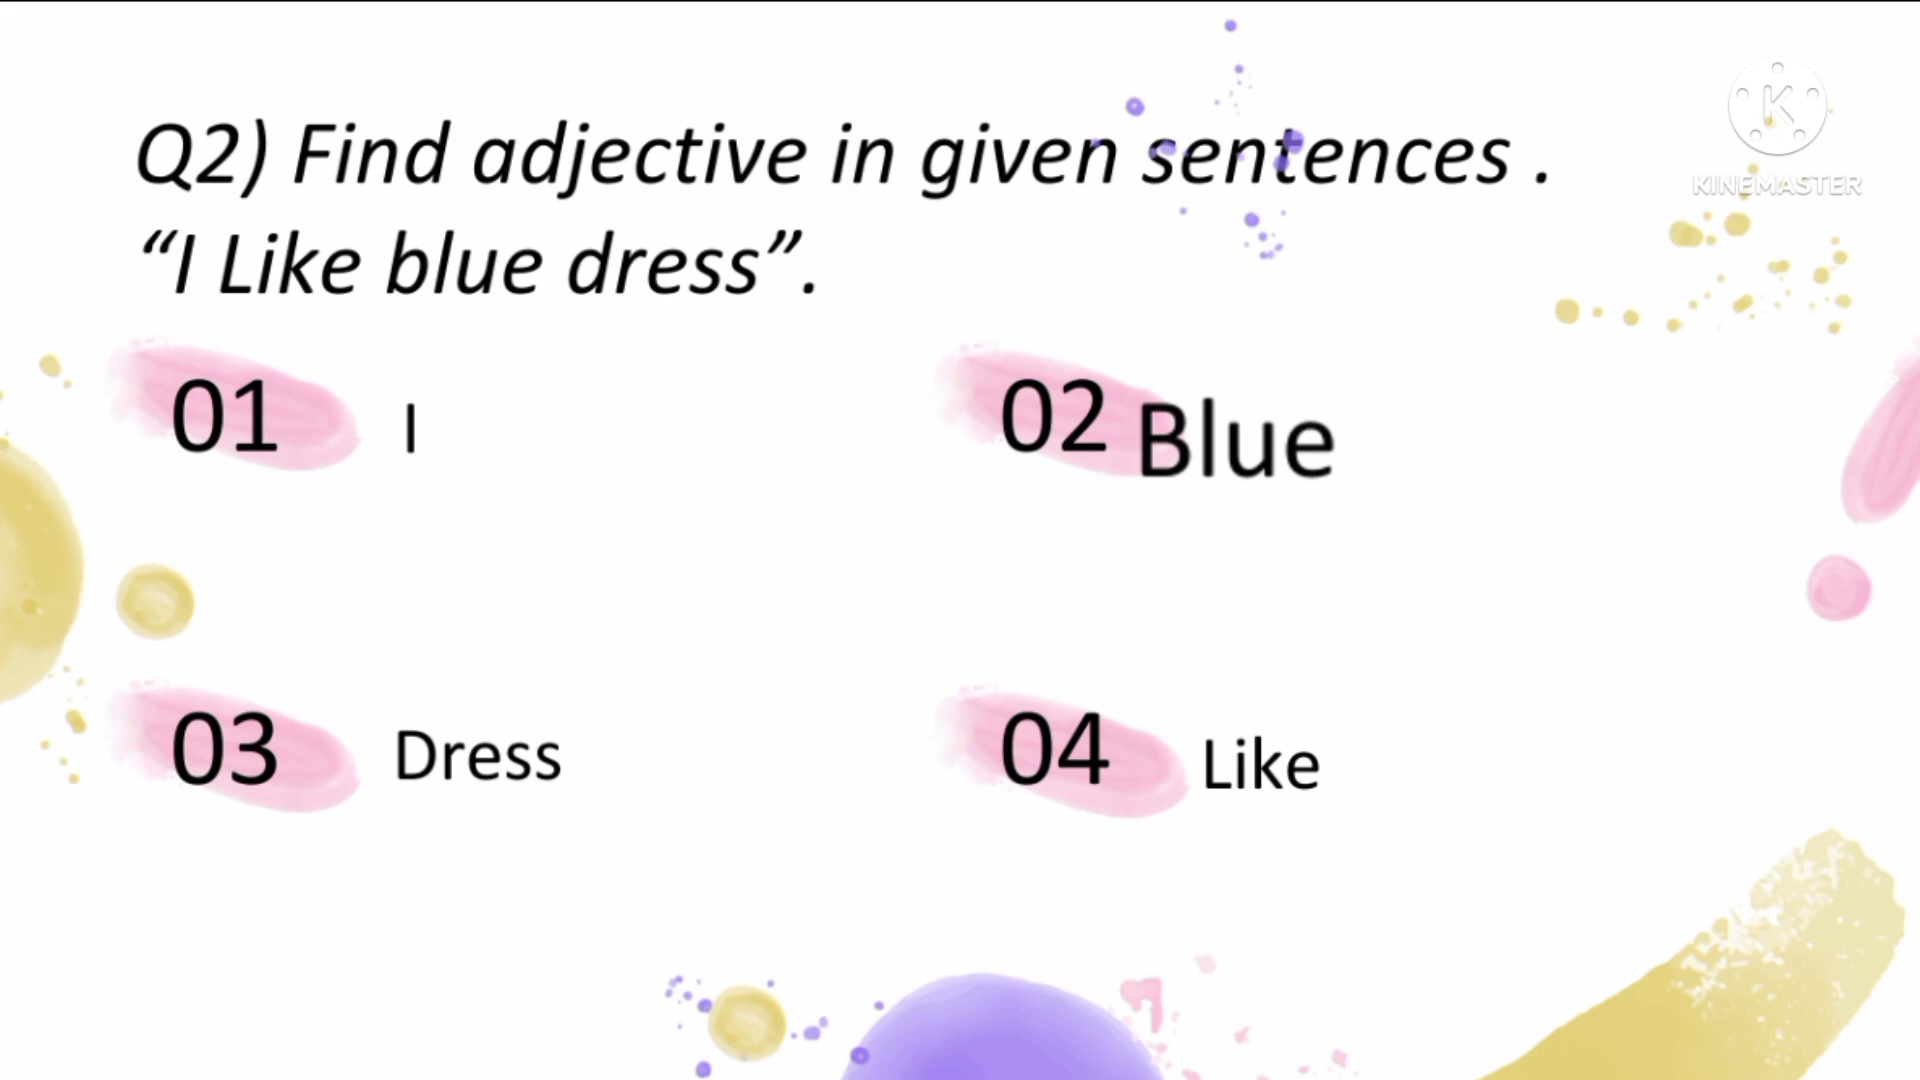 Q2) Find adjective in given sentences .
“I Like blue dress”.
01 I
02 Blue
03 Dress
04 Like
K
KINEMASTER